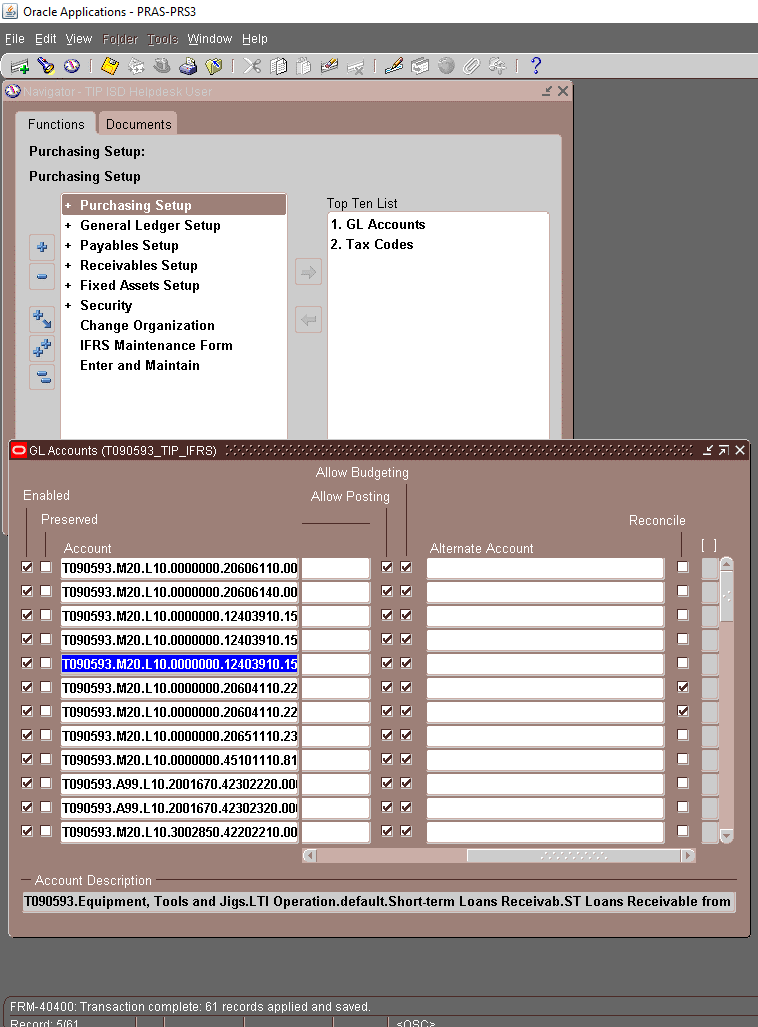 Oracle Applications - PRAS-PRS3
File Edit View Folder Tools Window Help
Navigator - TIP ISD Helpdesk User
Functions Documents
Purchasing Setup:
Purchasing Setup
Top Ten List
+ Purchasing Setup
+ General Ledger Setup
+ Payables Setup
+ Receivables Setup
+ Fixed Assets Setup
+ Security
Change Organization
IFRS Maintenance Form
Enter and Maintain
1. GL Accounts
2. Tax Codes
GL Accounts (T090593_TIP_IFRS)
Allow Budgeting
Enabled
Allow Posting
Preserved
Reconcile
Account
Alternate Account
[ ]
T090593.M20.L10.0000000.20606110.00
T090593.M20.L10.0000000.20606140.00
T090593.M20.L10.0000000.12403910.15
T090593.M20.L10.0000000.12403910.15
T090593.M20.L10.0000000.12403910.15
T090593.M20.L10.0000000.20604110.22
T090593.M20.L10.0000000.20604110.22
T090593.M20.L10.0000000.20651110.23
T090593.M20.L10.0000000.45101110.81
T090593.A99.L10.2001670.42302220.00
T090593.A99.L10.2001670.42302320.00
T090593.M20.L10.3002850.42202210.00
Account Description
T090593.Equipment, Tools and Jigs.LTI Operation.default.Short-term Loans Receivab.ST Loans Receivable from
FRM-40400: Transaction complete: 61 records applied and saved.
Record: 5/61
<OSC>